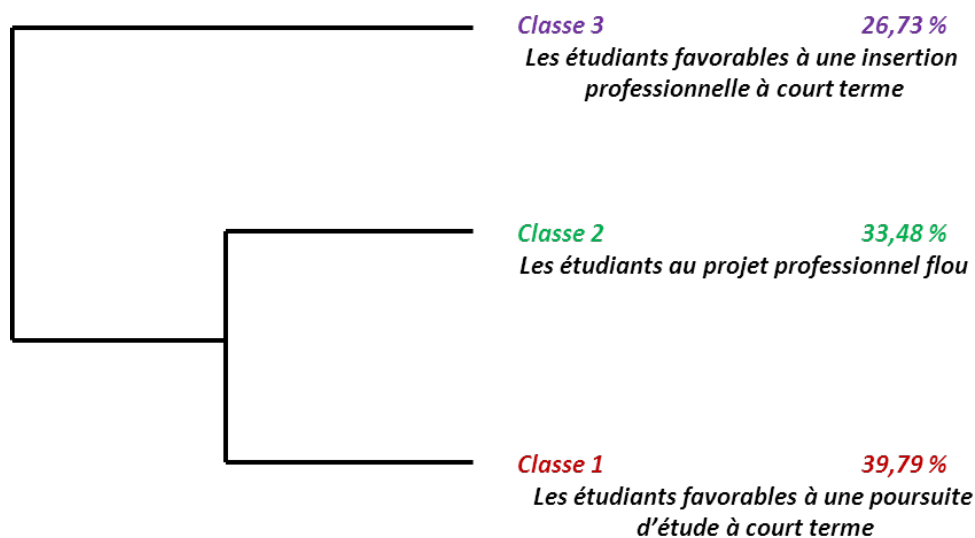 Classe 3 26,73 %
Les étudiants favorables à une insertion
professionnelle à court terme
Classe 2 33,48 %
Les étudiants au projet professionnel flou
Classe 1 39,79 %
Les étudiants favorables à une poursuite
d’étude à court terme